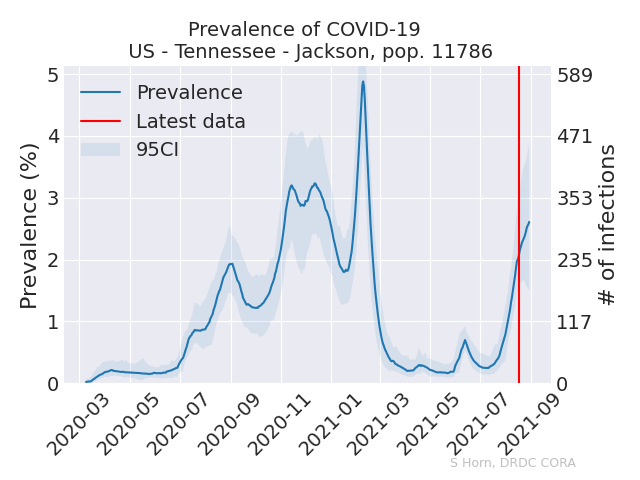 Prevalence of COVID-19
US - Tennessee - Jackson, pop. 11786
Prevalence (%)
5
4
3
2
1
0
589
471
353
235
117
0
# of infections
Prevalence
Latest data
95CI
2020-03
2020-05
2020-07
2020-09
2020-11
2021-01
2021-03
2021-05
2021-07
2021-09
S Horn, DRDC CORA